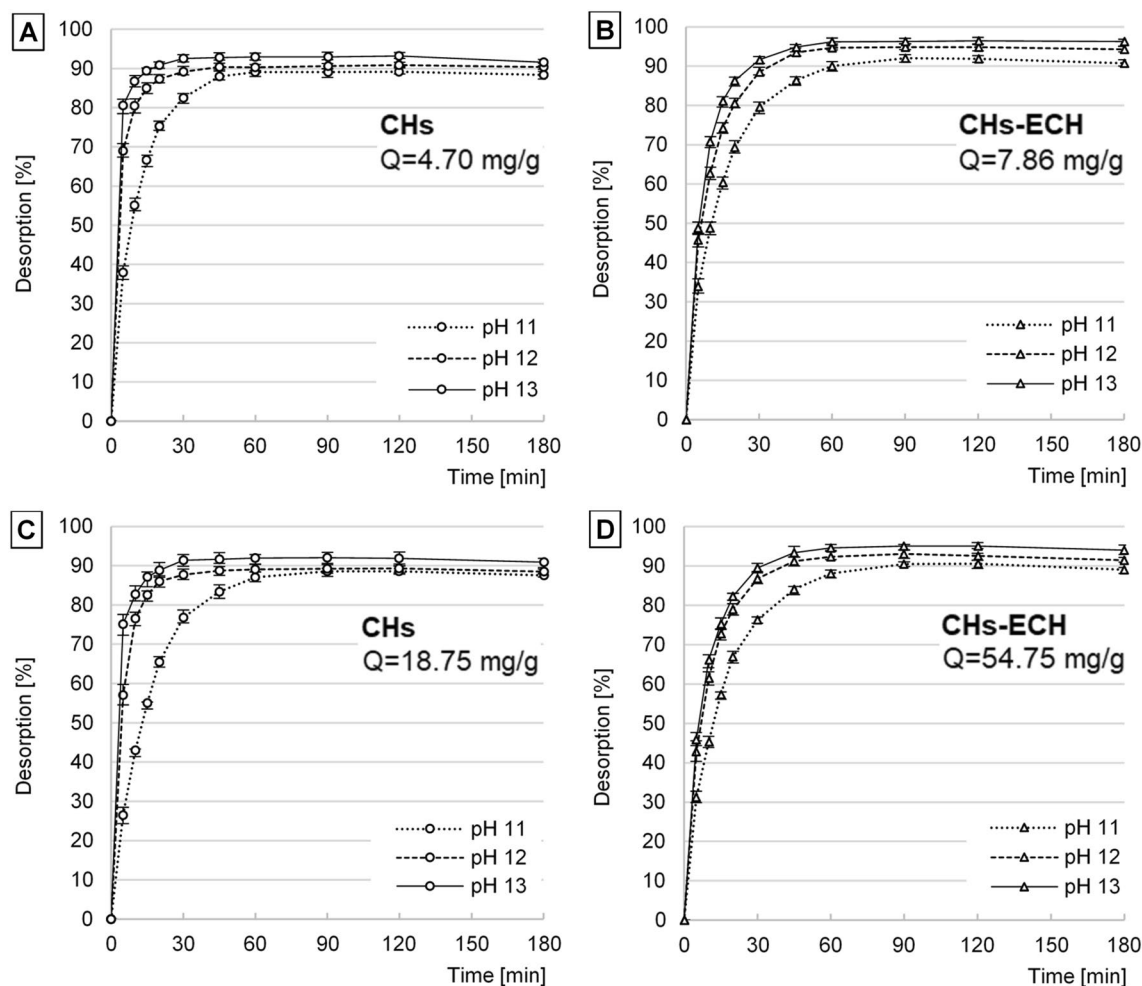 A
Desorption [%]
100
90
80
70
60
50
40
30
20
10
0
CHs
Q=4.70 mg/g
pH 11
pH 12
pH 13
0 30 60 90 120 150 180
Time [min]
B
Desorption [%]
100
90
80
70
60
50
40
30
20
10
0
CHs-ECH
Q=7.86 mg/g
pH 11
pH 12
pH 13
0 30 60 90 120 150 180
Time [min]
C
Desorption [%]
100
90
80
70
60
50
40
30
20
10
0
CHs
Q=18.75 mg/g
pH 11
pH 12
pH 13
0 30 60 90 120 150 180
Time [min]
D
Desorption [%]
100
90
80
70
60
50
40
30
20
10
0
CHs-ECH
Q=54.75 mg/g
pH 11
pH 12
pH 13
0 30 60 90 120 150 180
Time [min]